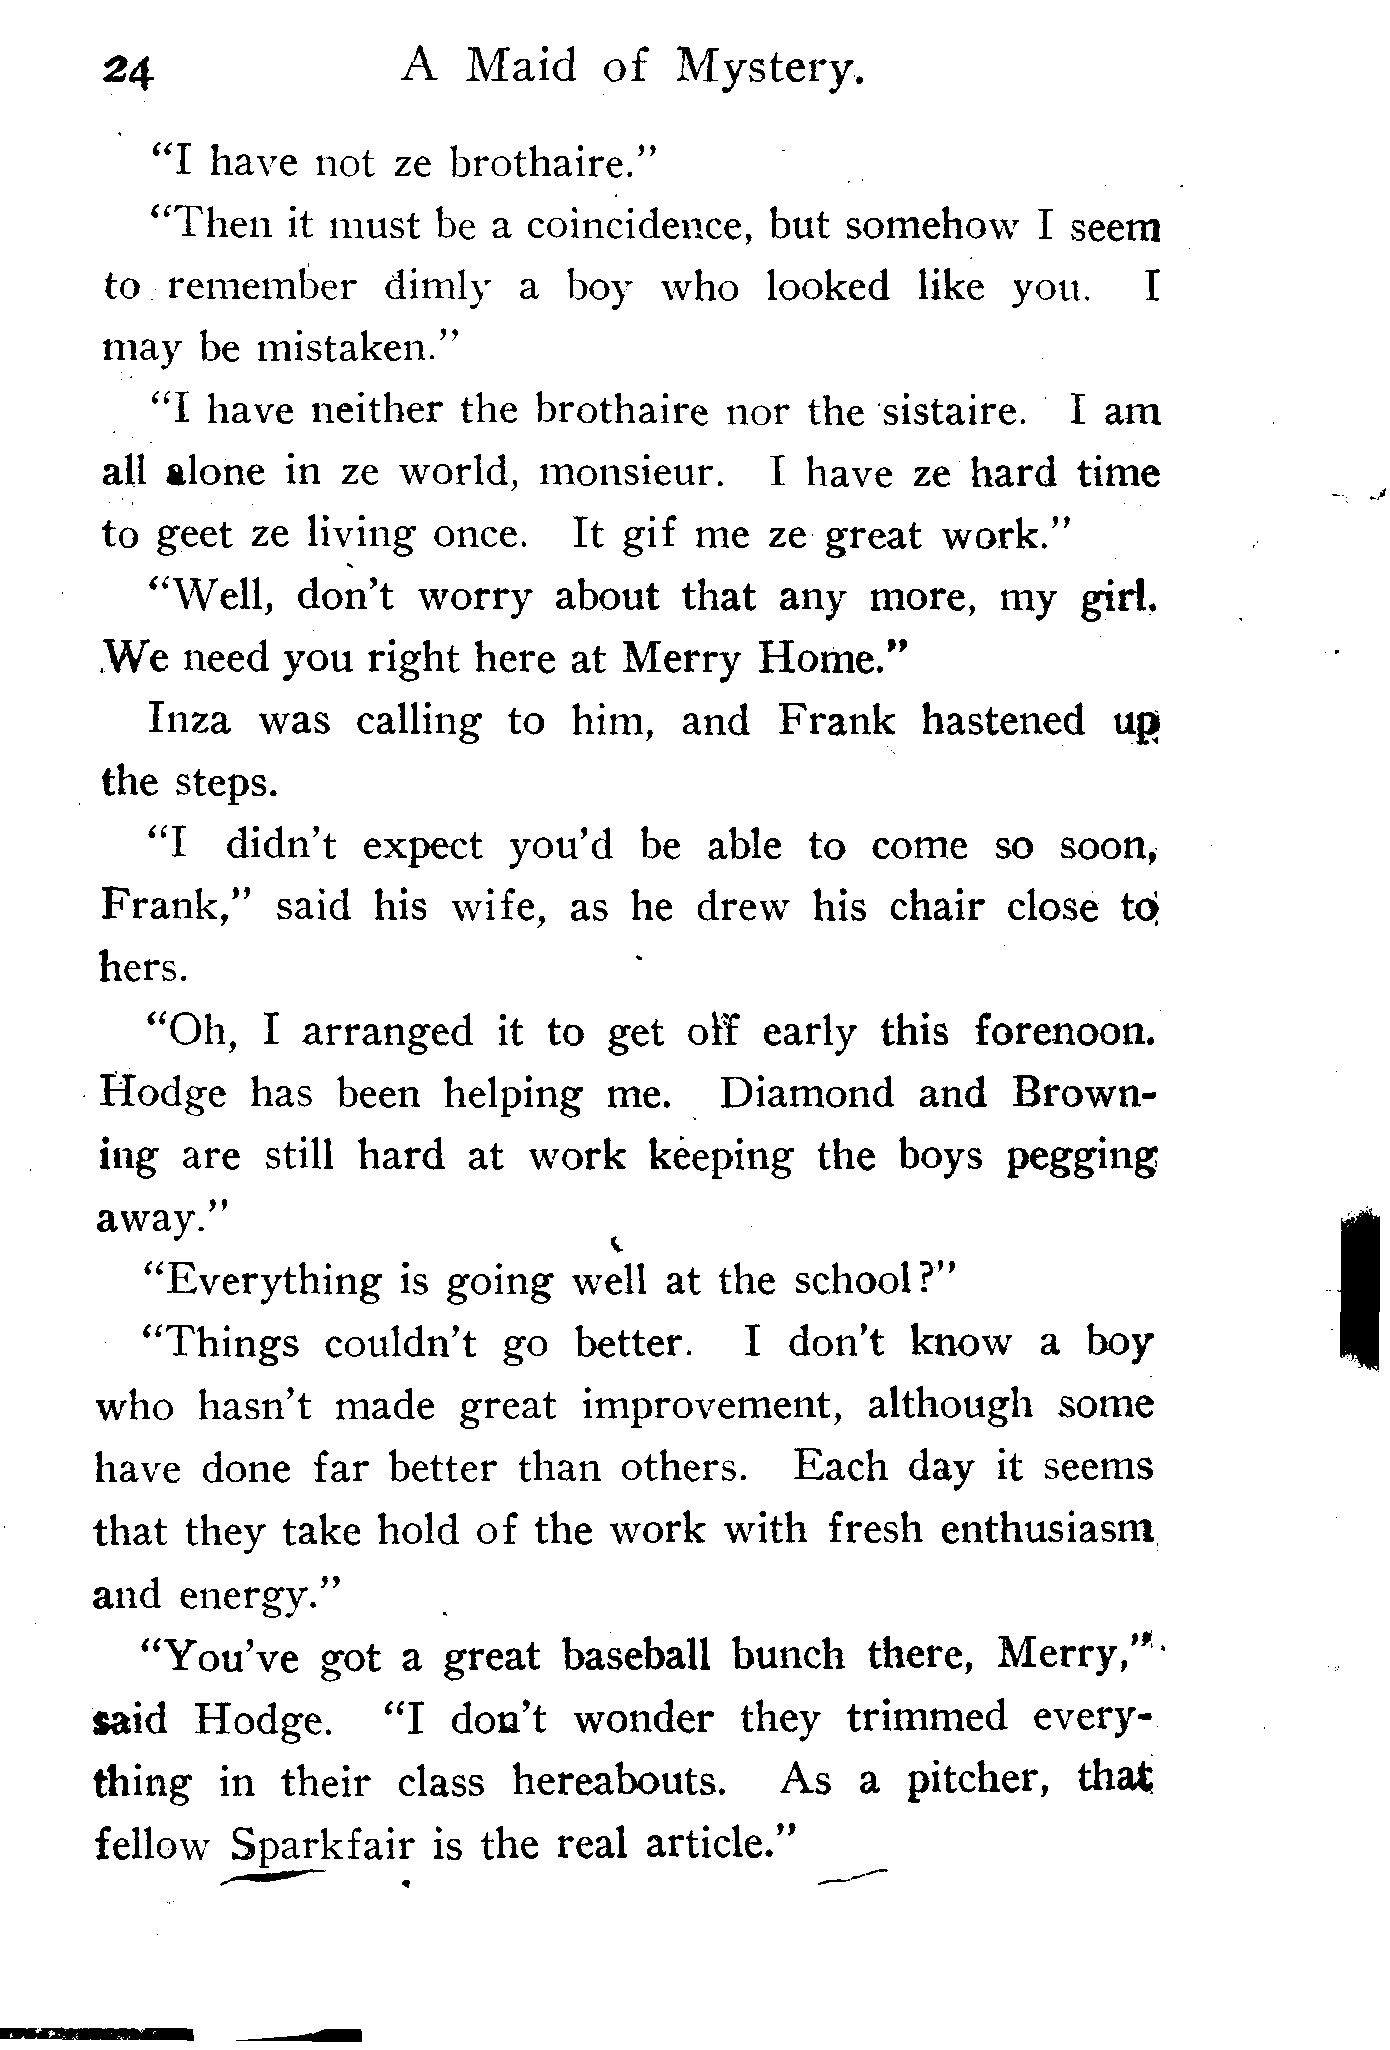 24 A Maid of Mystery.
"I have not ze brothaire."
"Then it must be a coincidence, but somehow I seem
to remember dimly a boy who looked like you. I
may be mistaken."
"I have neither the brothaire nor the sistaire. I am
all alone in ze world, monsieur. I have ze hard time
to geet ze living once. It gif me ze great work."
"Well, don't worry about that any more, my girl.
We need you right here at Merry Home."
Inza was calling to him, and Frank hastened up
the steps.
"I didn't expect you'd be able to come so soon,
Frank," said his wife, as he drew his chair close to
hers.
"Oh, I arranged it to get off early this forenoon.
Hodge has been helping me. Diamond and Brown-
ing are still hard at work keeping the boys pegging
away."
"Everything is going well at the school?"
"Things couldn't go better. I don't know a boy
who hasn't made great improvement, although some
have done far better than others. Each day it seems
that they take hold of the work with fresh enthusiasm
and energy."
"You've got a great baseball bunch there, Merry,"
said Hodge. "I don't wonder they trimmed every-
thing in their class hereabouts. As a pitcher, that
fellow Sparkfair is the real article."